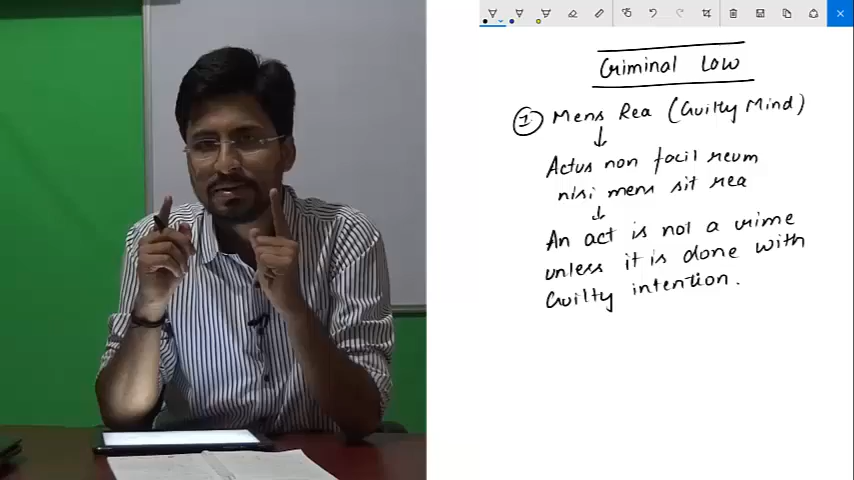 Criminal Law
① Mens Rea (Guilty Mind)
Actus non facil reum
nisi mens sit rea
An act is not a crime
unless it is done with
Guilty intention.